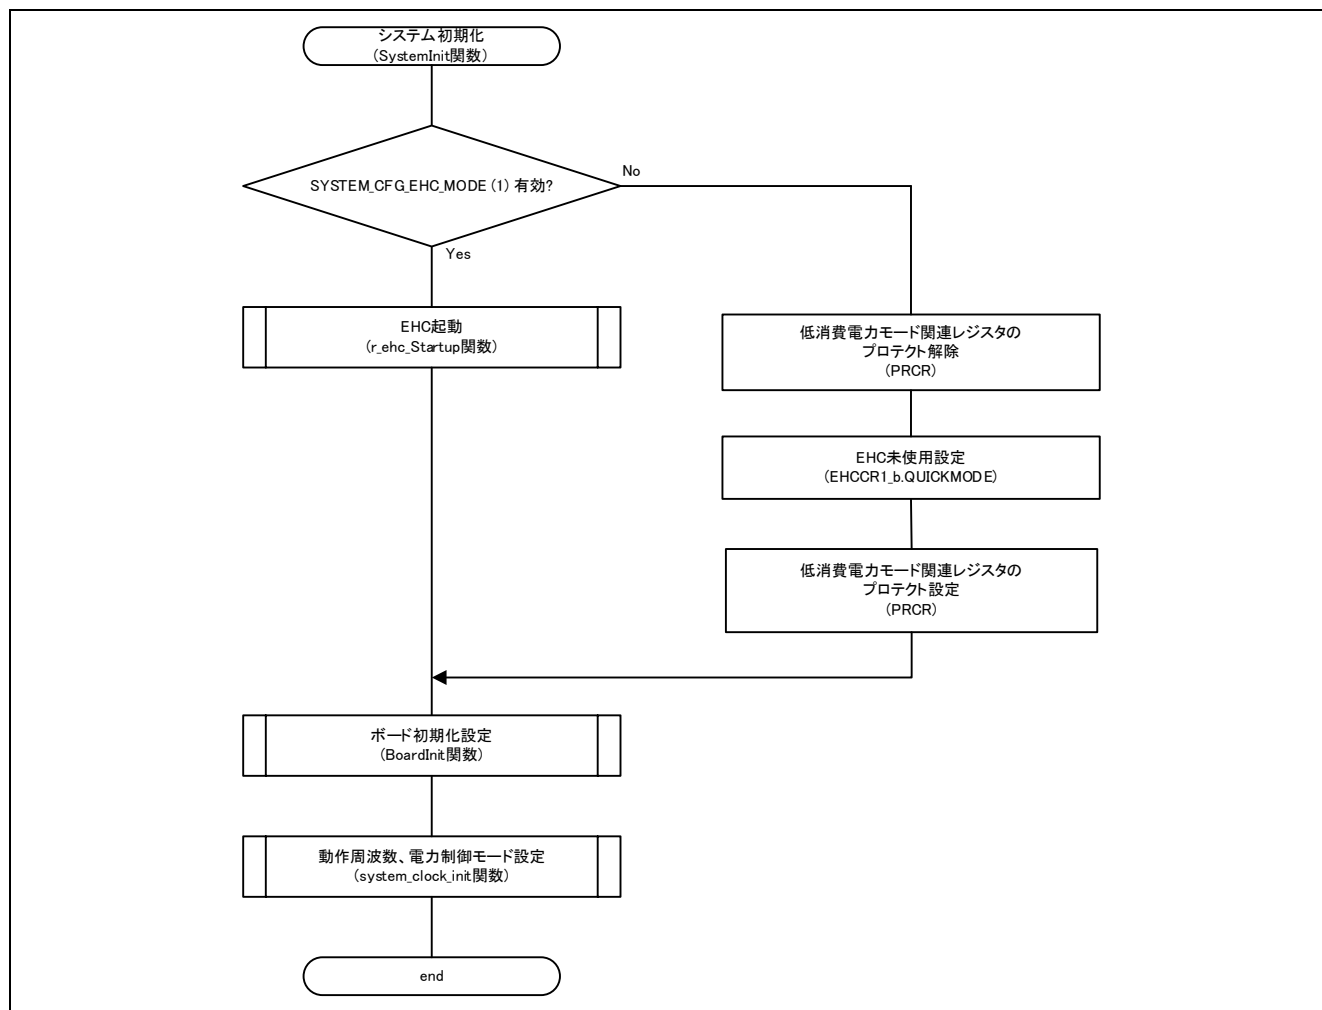 システム初期化
(SystemInit関数)
SYSTEM_CFG_EHC_MODE (1) 有効?
No
Yes
EHC起動
(r_ehc_Startup関数)
低消費電力モード関連レジスタの
プロテクト解除
(PRCR)
EHC未使用設定
(EHCCR1_b.QUICKMODE)
低消費電力モード関連レジスタの
プロテクト設定
(PRCR)
ボード初期化設定
(BoardInit関数)
動作周波数、電力制御モード設定
(system_clock_init関数)
end